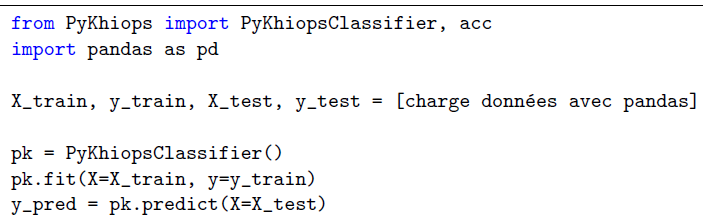 from PyKhiops import PyKhiopsClassifier, acc
import pandas as pd
X_train, y_train, X_test, y_test = [charge données avec pandas]
pk = PyKhiopsClassifier()
pk.fit(X=X_train, y=y_train)
y_pred = pk.predict(X=X_test)